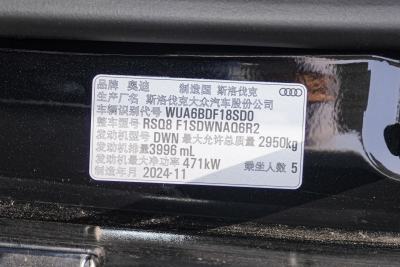 品牌 奥迪 制造国 斯洛伐克
生产厂名 斯洛伐克大众汽车股份公司
车辆识别代号 WUA6BDF18SD0
整车型号 RSQ8 F1SDWNAQ6R2
发动机型号 DWN 最大允许总质量 2950kg
发动机排量 3996 mL
发动机最大净功率 471kW 乘坐人数 5
制造年月 2024-11